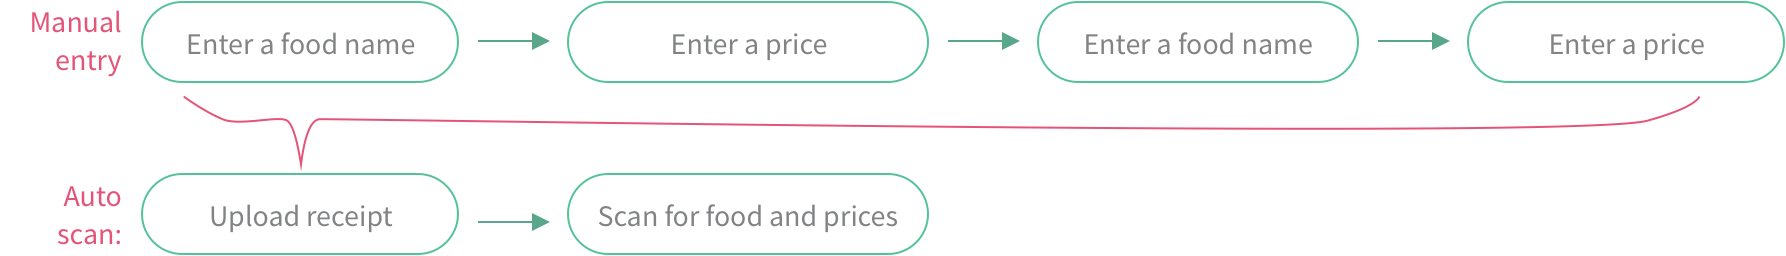 Manual
entry
Enter a food name
Enter a price
Enter a food name
Enter a price
Auto
scan:
Upload receipt
Scan for food and prices